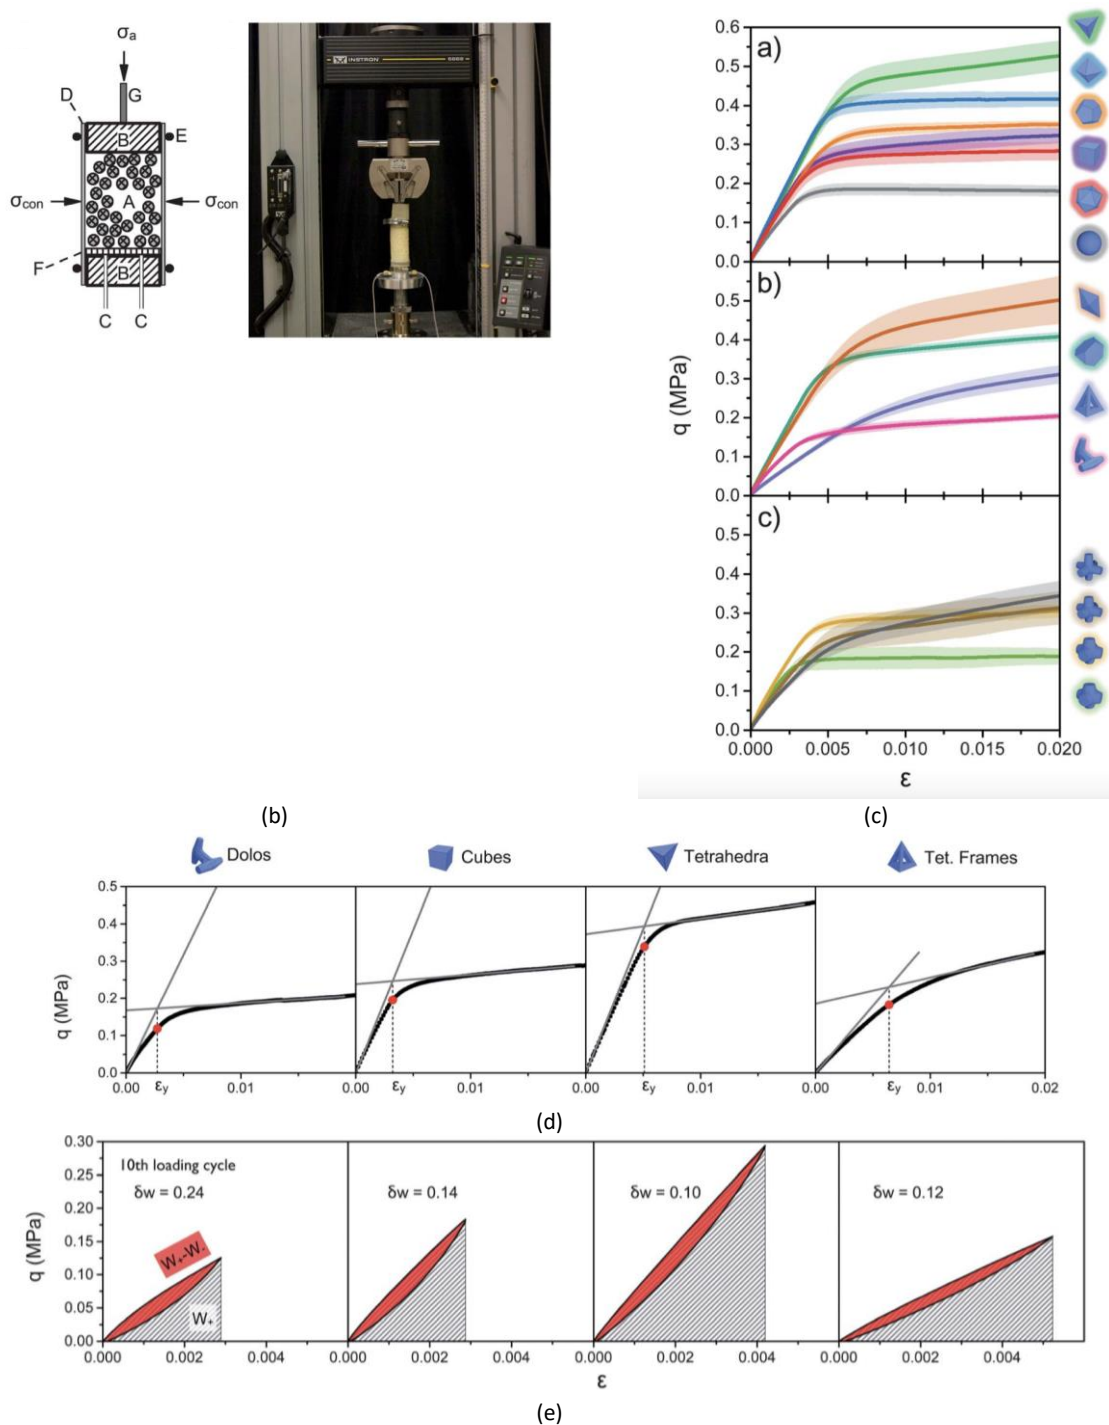 σa
D
G
B
E
σcon
A
σcon
F
B
C
C
INSTRON
(b)
a)
0.6
0.5
0.4
0.3
0.2
0.1
0.0
b)
0.5
0.4
0.3
0.2
0.1
0.0
q (MPa)
c)
0.5
0.4
0.3
0.2
0.1
0.0
0.000 0.005 0.010 0.015 0.020
ε
(c)
Dolos
Cubes
Tetrahedra
Tet. Frames
q (MPa)
0.5
0.4
0.3
0.2
0.1
0.0
0.00 εy 0.01 0.00 εy 0.01 0.00 εy 0.01 0.00 εy 0.01 0.02
(d)
q (MPa)
0.30
0.25
0.20
0.15
0.10
0.05
0.00
10th loading cycle
δw = 0.24
δw = 0.14
δw = 0.10
δw = 0.12
W+-W-
W+
0.000 0.002 0.004 0.000 0.002 0.004 0.000 0.002 0.004 0.000 0.002 0.004
ε
(e)